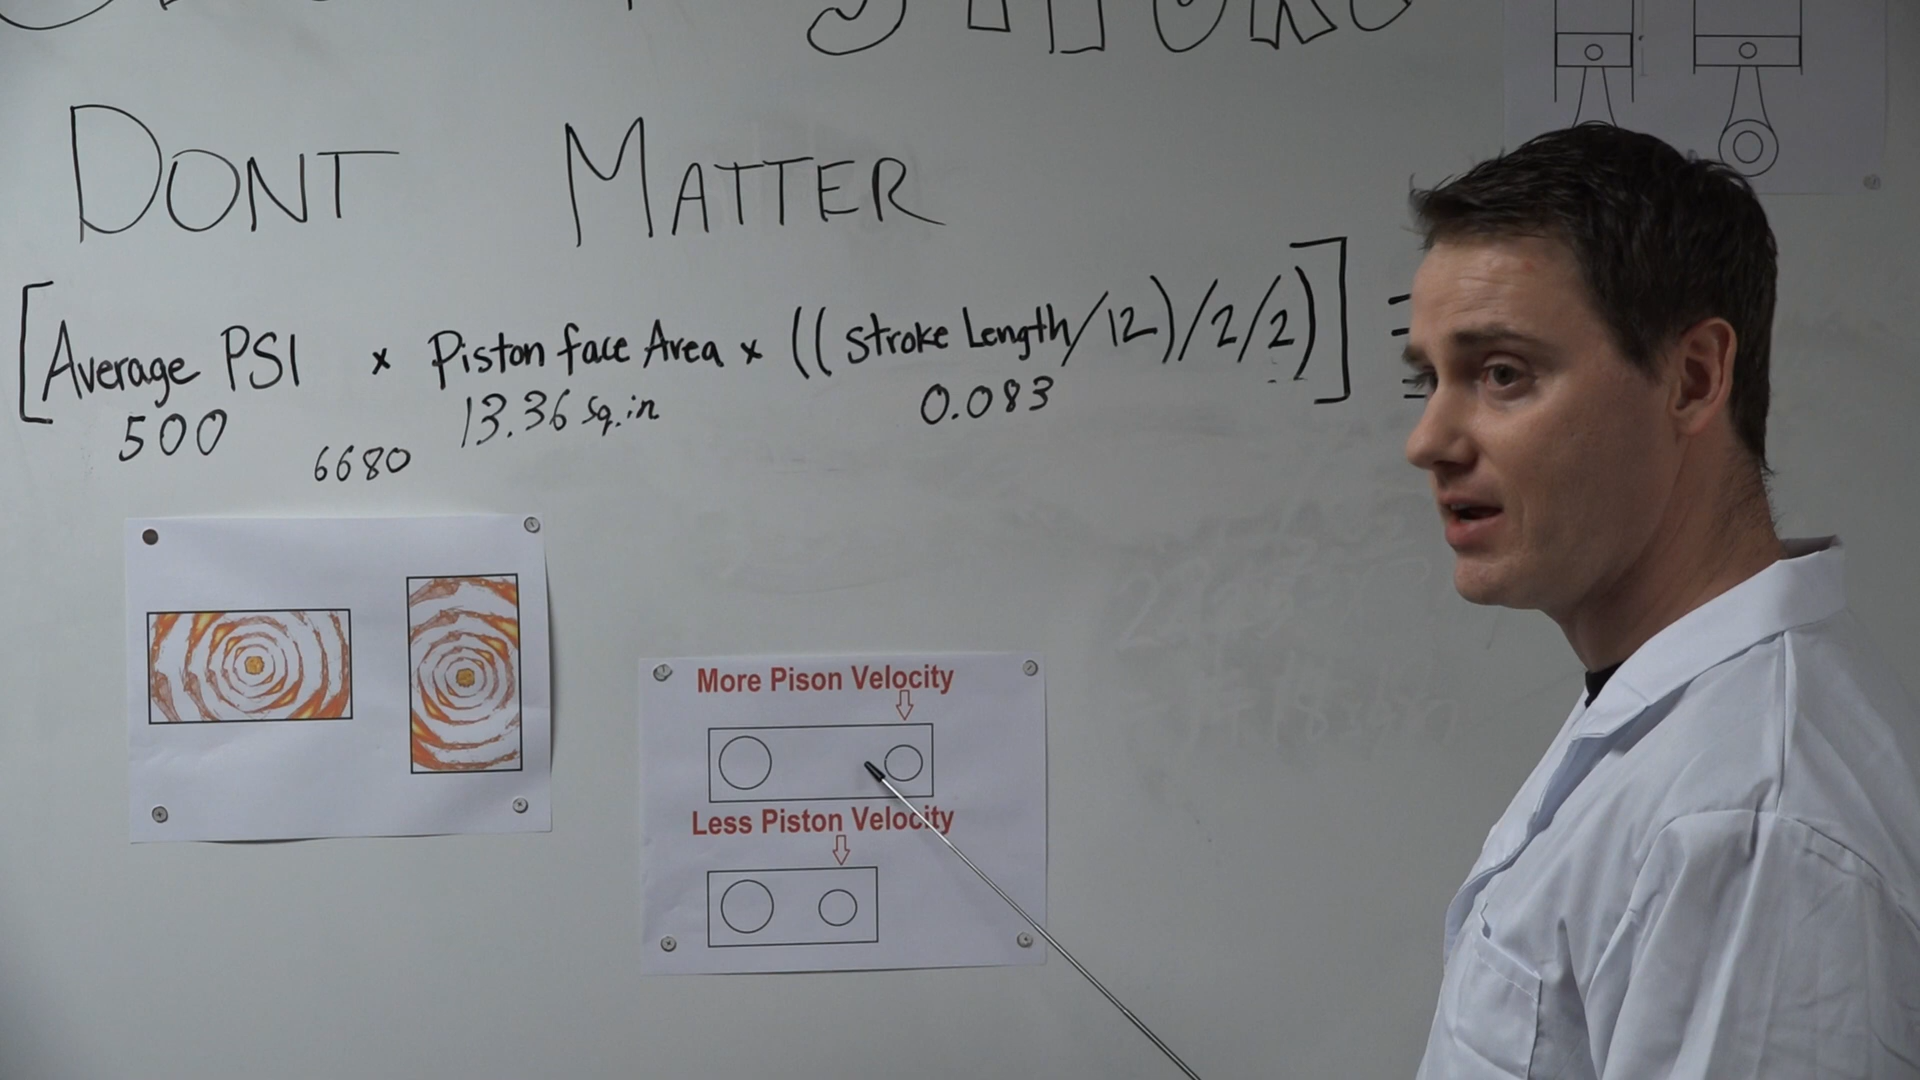 DONT MATTER
[Average PSI x Piston face Area x ((stroke Length/12)/2/2)] =
500 6680 13.36 sq.in 0.083
More Pison Velocity
Less Piston Velocity